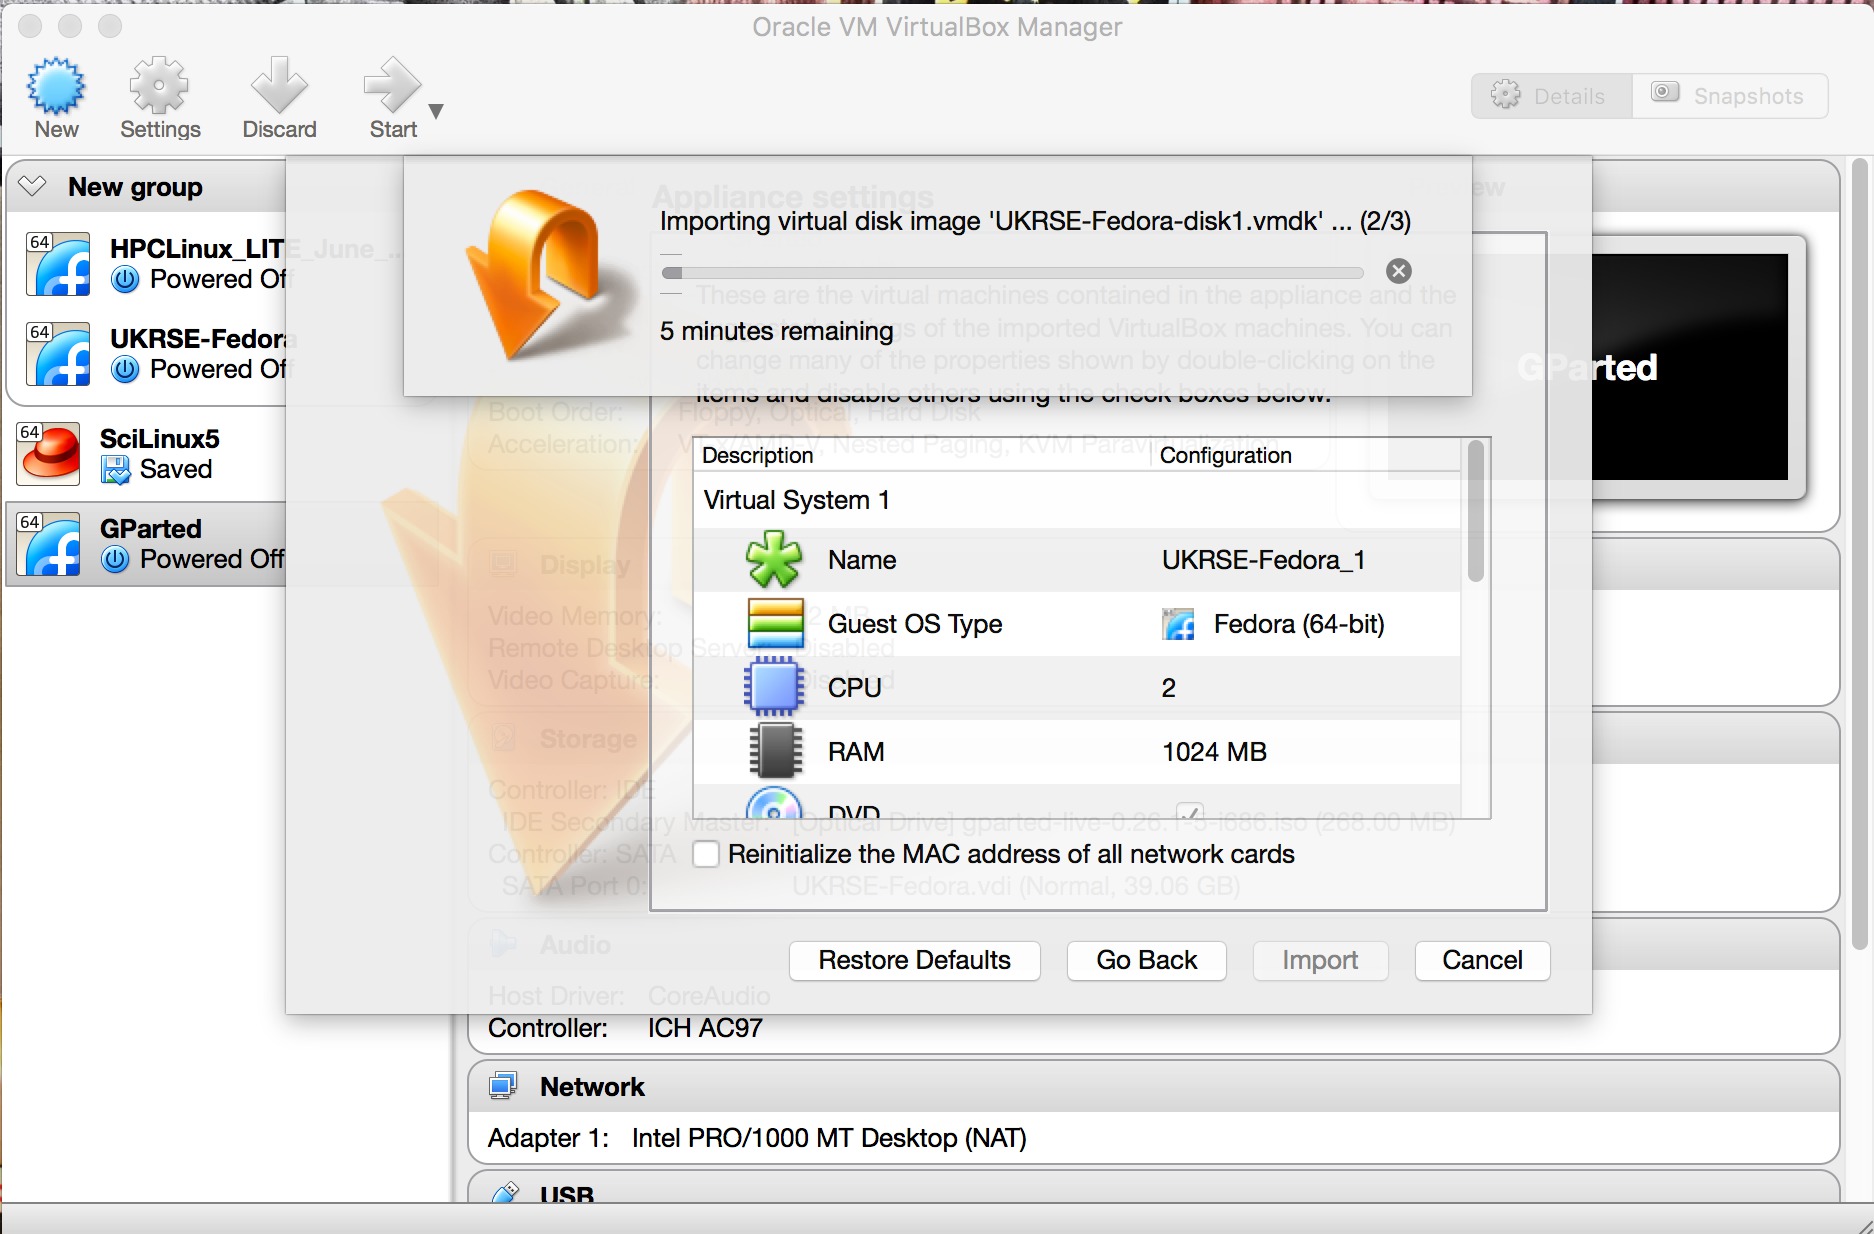 Oracle VM VirtualBox Manager
New
Settings
Discard
Start
Details
Snapshots
New group
64
HPCLinux_LITE_June_...
Powered Off
64
UKRSE-Fedora
Powered Off
64
SciLinux5
Saved
64
GParted
Powered Off
Appliance settings
Importing virtual disk image 'UKRSE-Fedora-disk1.vmdk' ... (2/3)
5 minutes remaining
These are the virtual machines contained in the appliance and the
of the imported VirtualBox machines. You can
change many of the properties shown by double-clicking on the
items and disable others using the check boxes below.
GParted
Boot Order: Floppy, Optical, Hard Disk
Acceleration: VT-x/AMD-V, Nested Paging, KVM Paravirtualization
Description Configuration
Virtual System 1
Name UKRSE-Fedora_1
Guest OS Type Fedora (64-bit)
CPU 2
RAM 1024 MB
DVD
Display
Video Memory: MB
Remote Desktop Server: Disabled
Video Capture: Disabled
Storage
Controller: IDE
IDE Secondary Master: [Optical Drive] gparted-live-0.26.1-5-i686.iso (268.00 MB)
Controller: SATA
SATA Port 0: UKRSE-Fedora.vdi (Normal, 39.06 GB)
Reinitialize the MAC address of all network cards
Restore Defaults
Go Back
Import
Cancel
Audio
Host Driver: CoreAudio
Controller: ICH AC97
Network
Adapter 1: Intel PRO/1000 MT Desktop (NAT)
USB